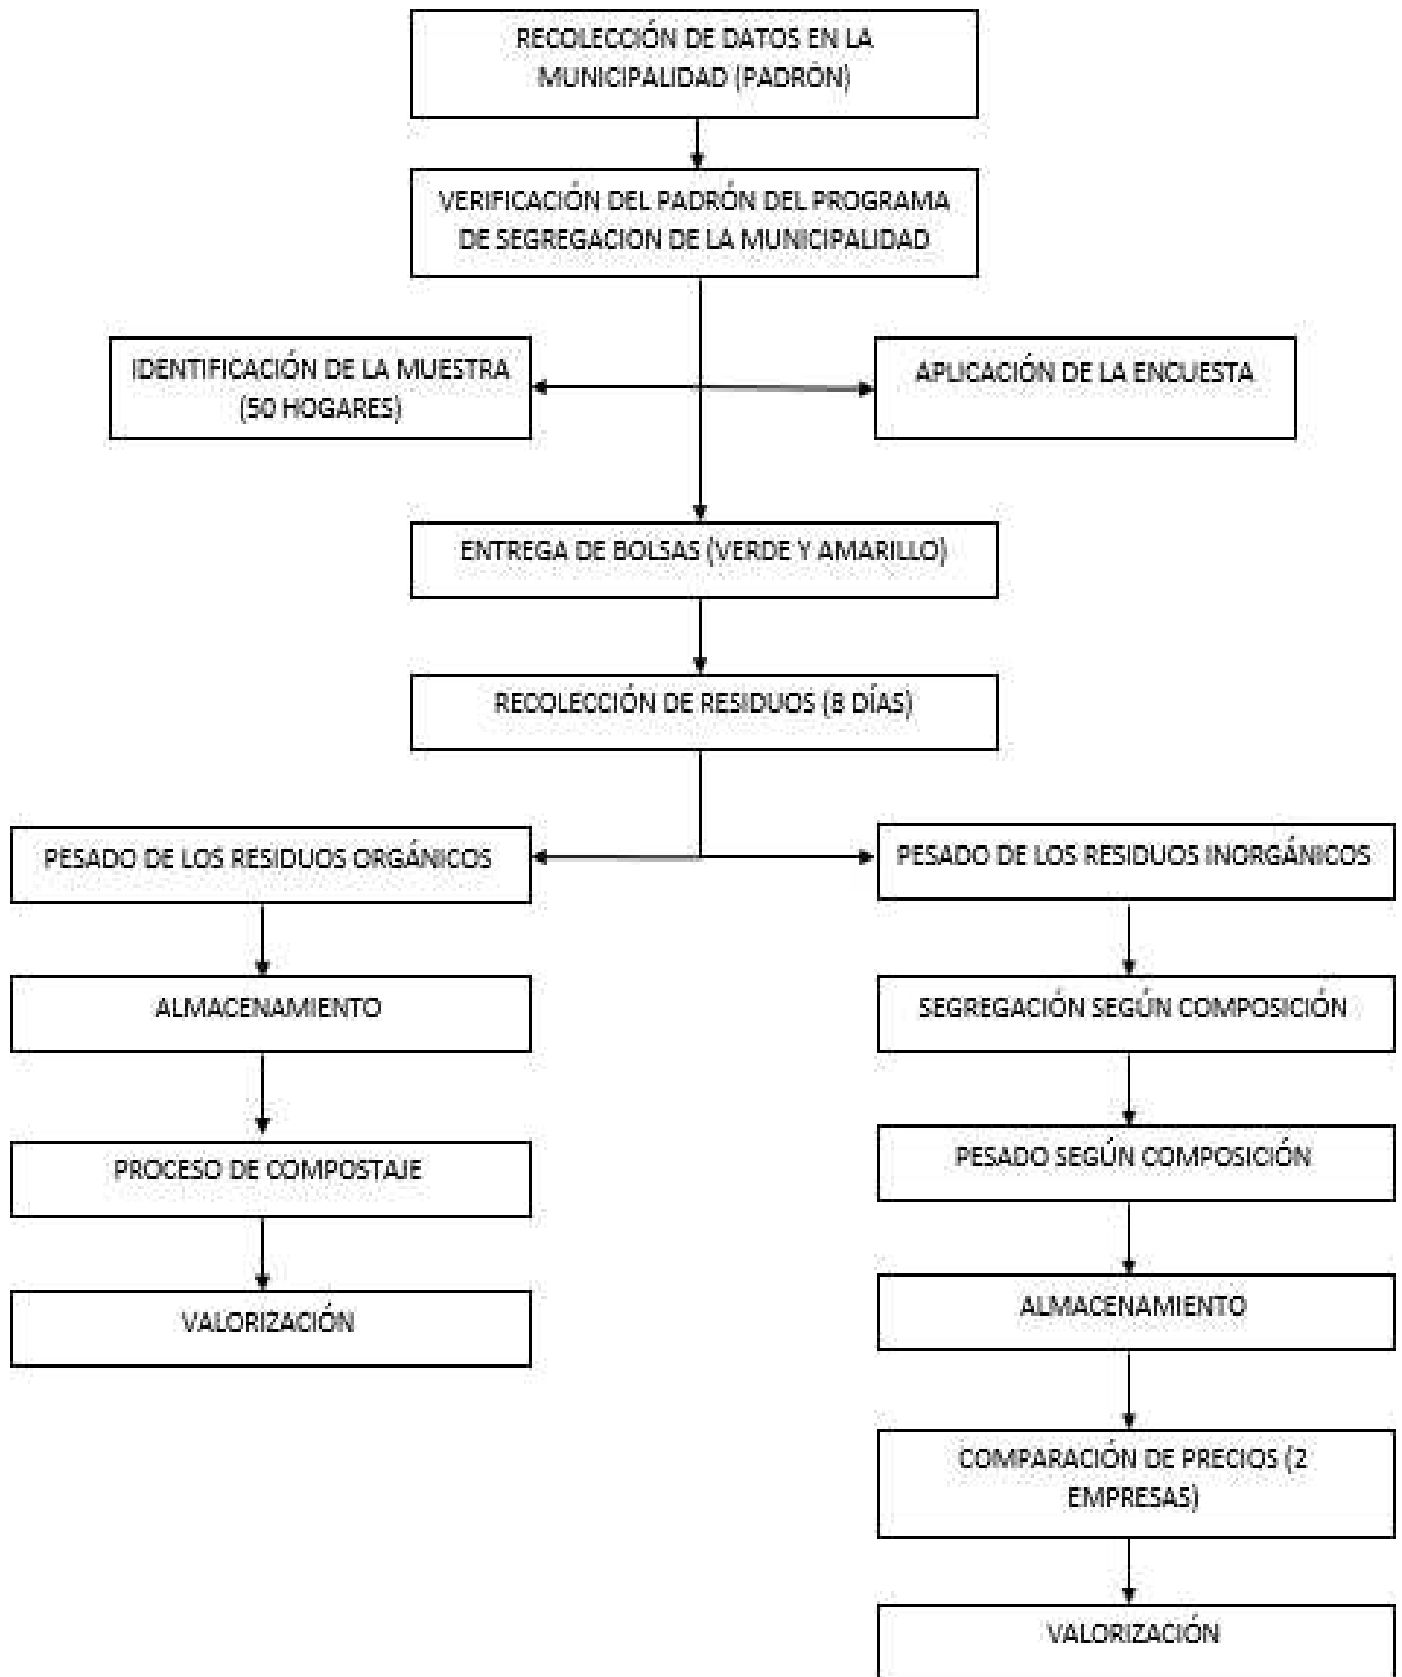 RECOLECCIÓN DE DATOS EN LA
MUNICIPALIDAD (PADRÓN)
VERIFICACIÓN DEL PADRÓN DEL PROGRAMA
DE SEGREGACION DE LA MUNICIPALIDAD
IDENTIFICACIÓN DE LA MUESTRA
(50 HOGARES)
APLICACIÓN DE LA ENCUESTA
ENTREGA DE BOLSAS (VERDE Y AMARILLO)
RECOLECCIÓN DE RESIDUOS (8 DÍAS)
PESADO DE LOS RESIDUOS ORGÁNICOS
ALMACENAMIENTO
PROCESO DE COMPOSTAJE
VALORIZACIÓN
PESADO DE LOS RESIDUOS INORGÁNICOS
SEGREGACIÓN SEGÚN COMPOSICIÓN
PESADO SEGÚN COMPOSICIÓN
ALMACENAMIENTO
COMPARACIÓN DE PRECIOS (2
EMPRESAS)
VALORIZACIÓN